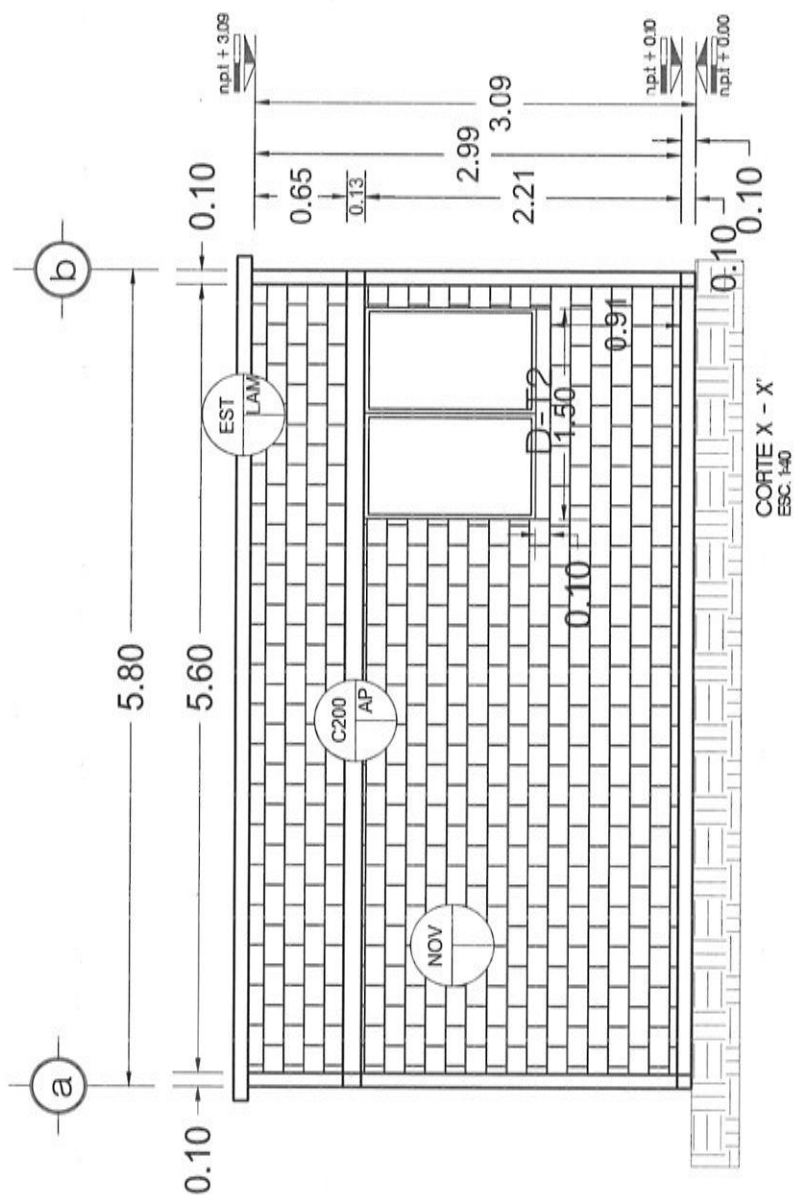 a
b
5.80
0.10
5.60
0.10
n.p.t + 3.09
EST
LAM
0.65
C200
AP
0.13
2.99
3.09
NOV
2.21
D-T2
1.50
0.10
0.91
n.p.t + 0.10
n.p.t + 0.00
0.10
0.10
CORTE X - X'
ESC. 1:40